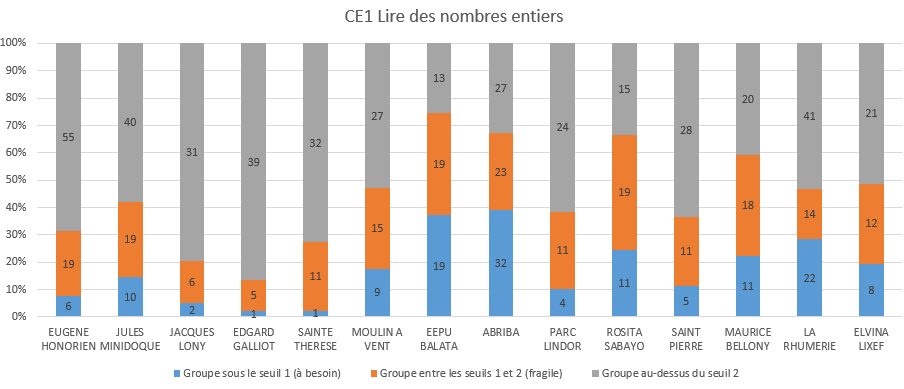 CE1 Lire des nombres entiers
100%
90%
80%
70%
60%
50%
40%
30%
20%
10%
0%
55 40 31 39 32 27 13 27 24 15 28 20 41 21
19 19 6 5 11 15 19 23 11 19 11 18 14 12
6 10 2 1 1 9 19 32 4 11 5 11 22 8
EUGENE HONORIEN
JULES MINIDOQUE
JACQUES LONY
EDGARD GALLIOT
SAINTE THERESE
MOULIN A VENT
EEPU BALATA
ABRIBA
PARC LINDOR
ROSITA SABAYO
SAINT PIERRE
MAURICE BELLONY
LA RHUMERIE
ELVINA LIXEF
Groupe sous le seuil 1 (à besoin)
Groupe entre les seuils 1 et 2 (fragile)
Groupe au-dessus du seuil 2